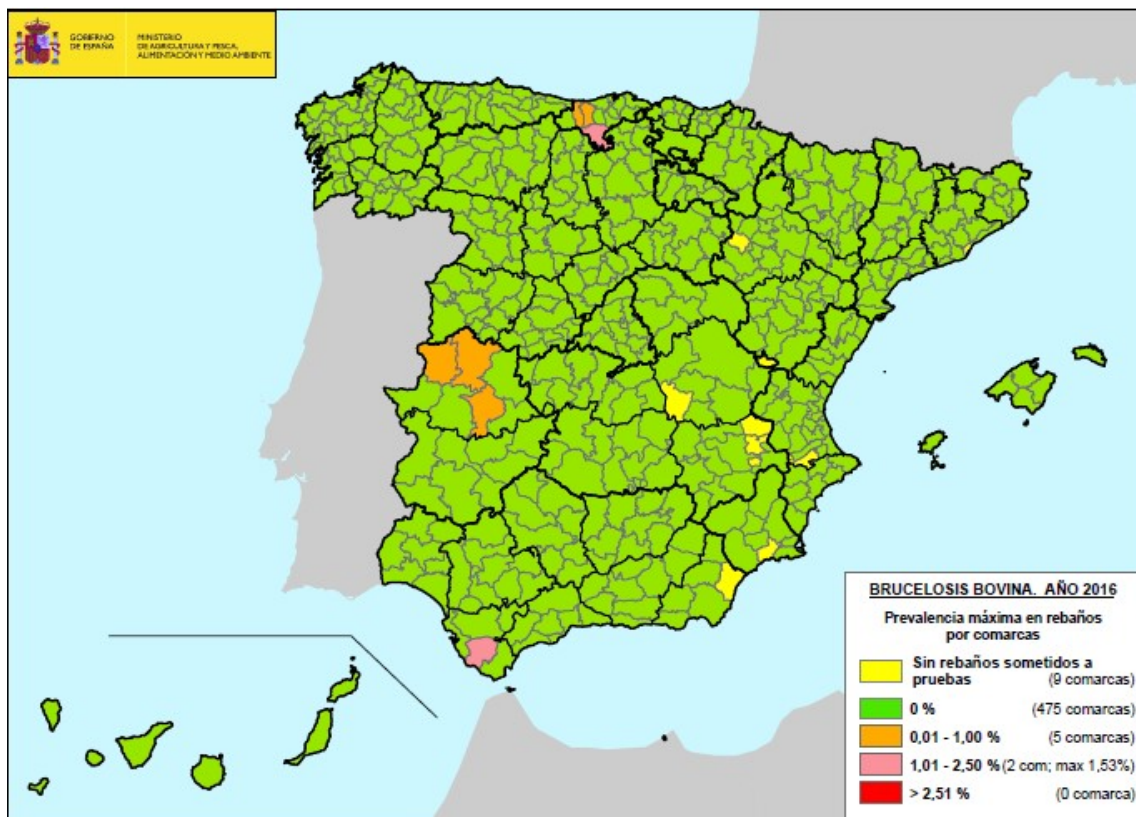 GOBIERNO
DE ESPAÑA
MINISTERIO
DE AGRICULTURA Y PESCA,
ALIMENTACIÓN Y MEDIO AMBIENTE
BRUCELOSIS BOVINA. AÑO 2016
Prevalencia máxima en rebaños
por comarcas
Sin rebaños sometidos a
pruebas (9 comarcas)
0 % (475 comarcas)
0,01 - 1,00 % (5 comarcas)
1,01 - 2,50 % (2 com; max 1,53%)
> 2,51 % (0 comarca)